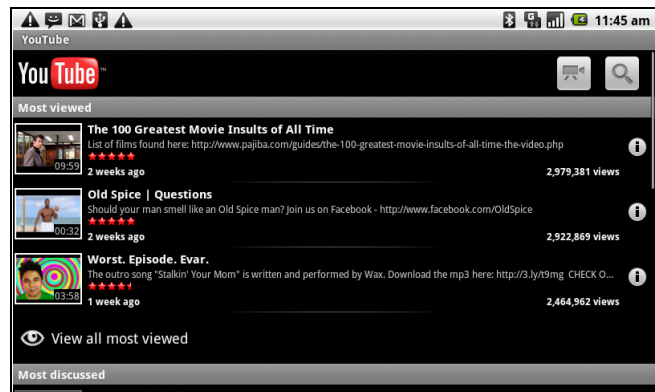 11:45 am
YouTube
YouTube™
Most viewed
The 100 Greatest Movie Insults of All Time
List of films found here: http://www.pajiba.com/guides/the-100-greatest-movie-insults-of-all-time-the-video.php
09:59
2 weeks ago
2,979,381 views
Old Spice | Questions
Should your man smell like an Old Spice man? Join us on Facebook - http://www.facebook.com/OldSpice
00:32
2 weeks ago
2,922,869 views
Worst. Episode. Evar.
The outro song "Stalkin' Your Mom" is written and performed by Wax. Download the mp3 here: http://3.ly/t9mg CHECK O...
03:58
1 week ago
2,464,962 views
View all most viewed
Most discussed